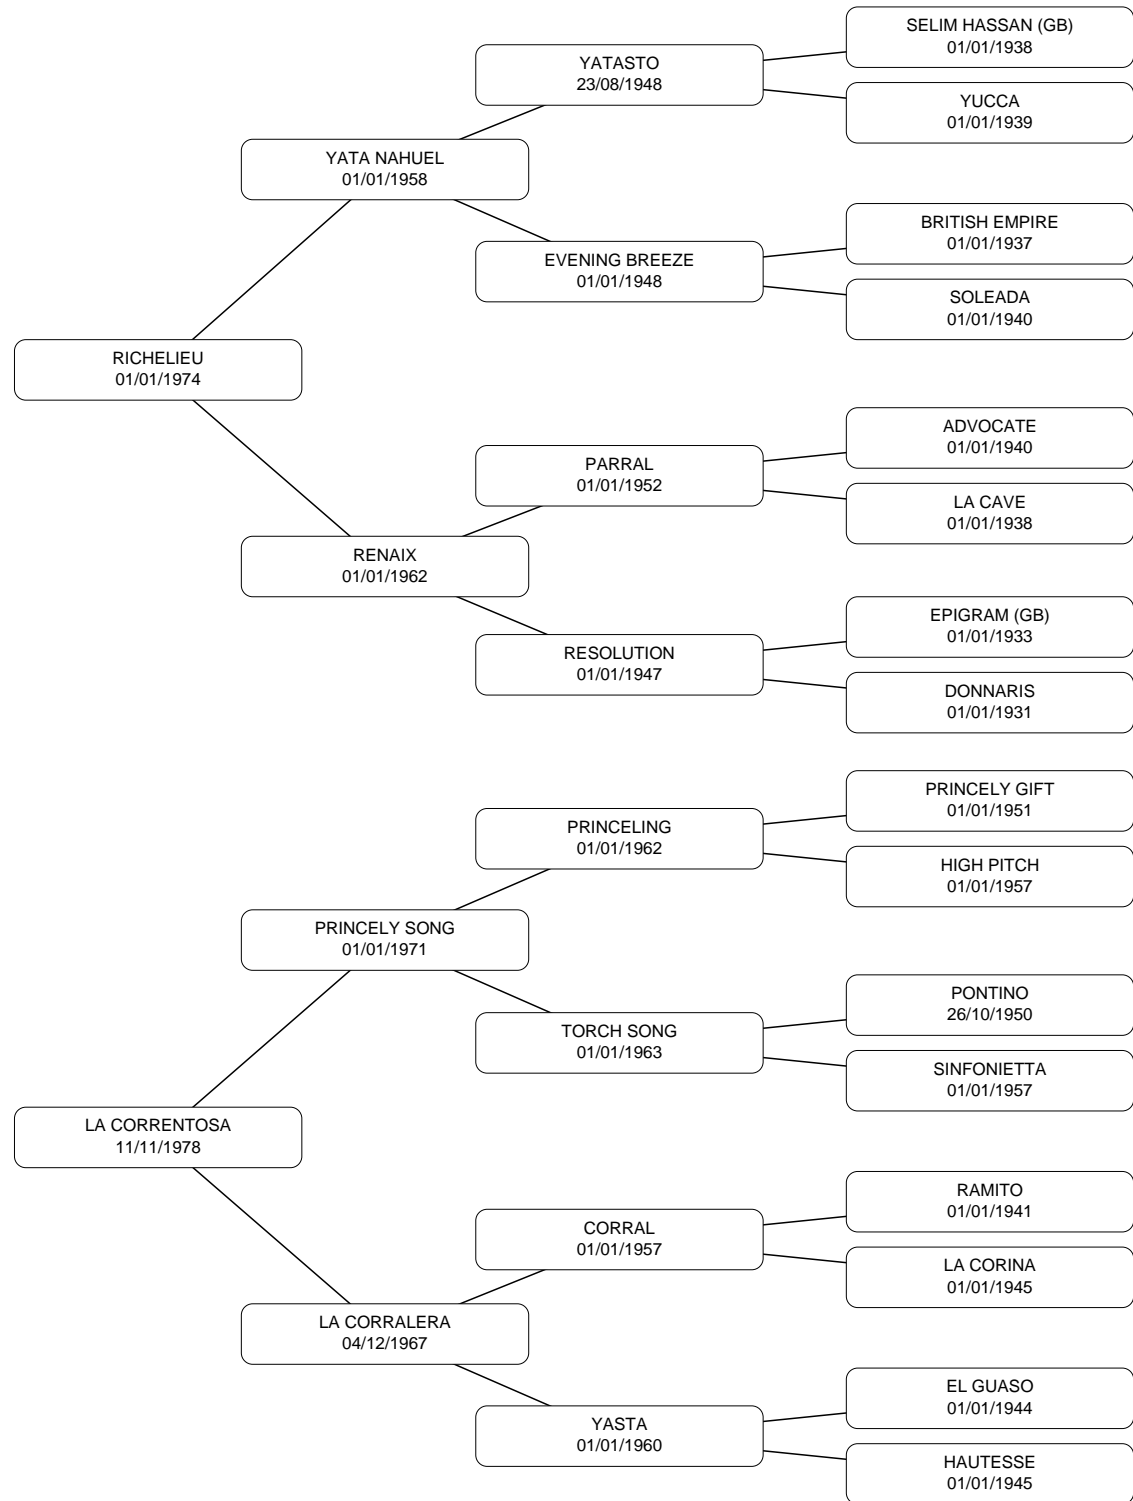 SELIM HASSAN (GB)
01/01/1938
YATASTO
23/08/1948
YUCCA
01/01/1939
YATA NAHUEL
01/01/1958
BRITISH EMPIRE
01/01/1937
EVENING BREEZE
01/01/1948
SOLEADA
01/01/1940
RICHELIEU
01/01/1974
ADVOCATE
01/01/1940
PARRAL
01/01/1952
LA CAVE
01/01/1938
RENAIX
01/01/1962
EPIGRAM (GB)
01/01/1933
RESOLUTION
01/01/1947
DONNARIS
01/01/1931
PRINCELY GIFT
01/01/1951
PRINCELING
01/01/1962
HIGH PITCH
01/01/1957
PRINCELY SONG
01/01/1971
PONTINO
26/10/1950
TORCH SONG
01/01/1963
SINFONIETTA
01/01/1957
LA CORRENTOSA
11/11/1978
RAMITO
01/01/1941
CORRAL
01/01/1957
LA CORINA
01/01/1945
LA CORRALERA
04/12/1967
EL GUASO
01/01/1944
YASTA
01/01/1960
HAUTESSE
01/01/1945